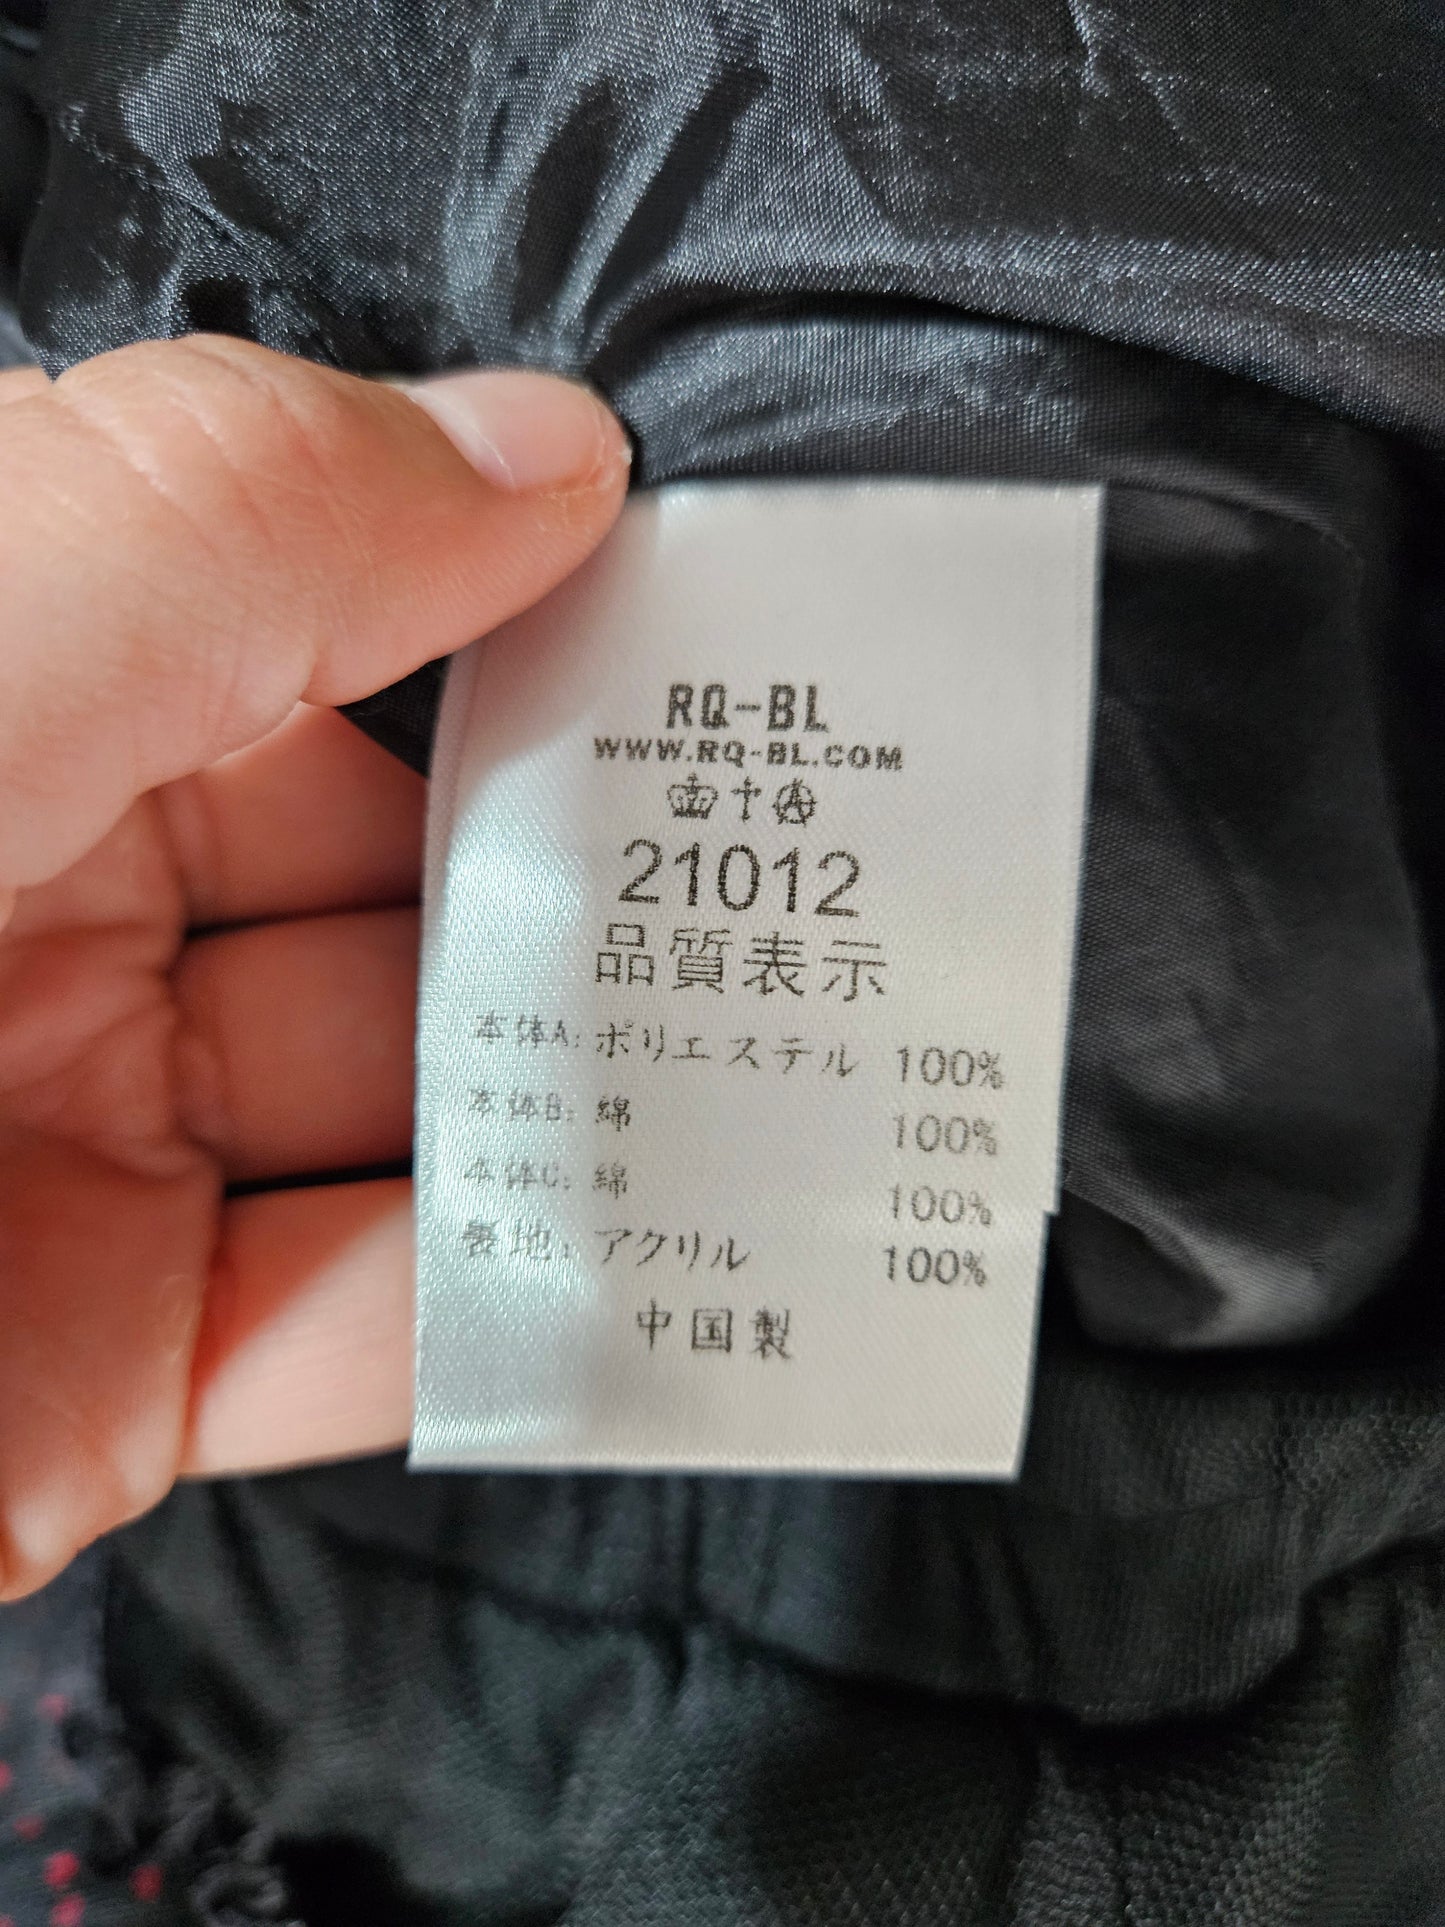 RQ-BL
WWW.RQ-BL.COM
21012
品質表示
本体A: ポリエステル 100%
本体B: 綿 100%
本体C: 綿 100%
裏地: アクリル 100%
中国製